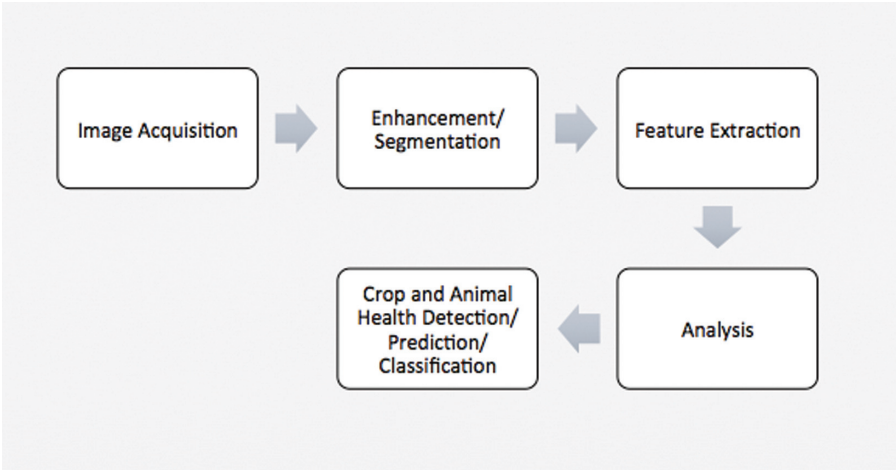 Image Acquisition
Enhancement/
Segmentation
Feature Extraction
Analysis
Crop and Animal
Health Detection/
Prediction/
Classification